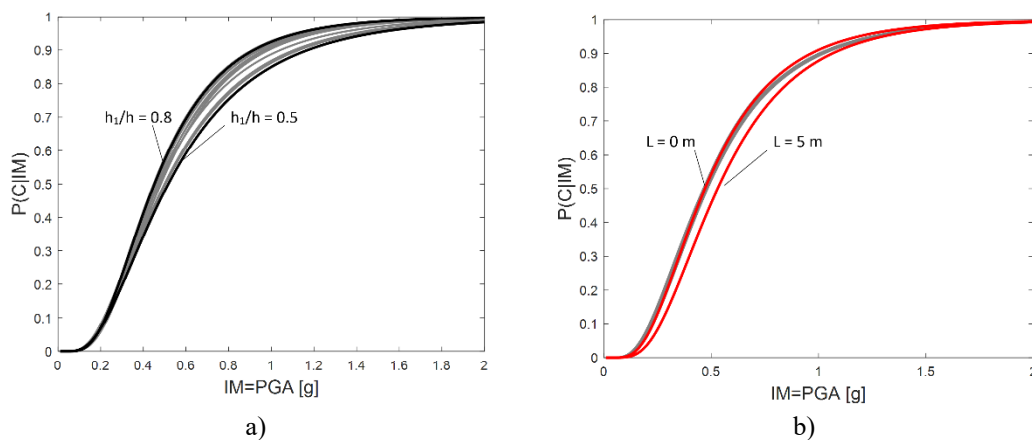 1
0.9
0.8
0.7
0.6
0.5
0.4
0.3
0.2
0.1
0
P(C|IM)
h₁/h = 0.8
h₁/h = 0.5
0 0.2 0.4 0.6 0.8 1 1.2 1.4 1.6 1.8 2
IM=PGA [g]
a)
1
0.9
0.8
0.7
0.6
0.5
0.4
0.3
0.2
0.1
0
P(C|IM)
L = 0 m
L = 5 m
0 0.5 1 1.5 2
IM=PGA [g]
b)